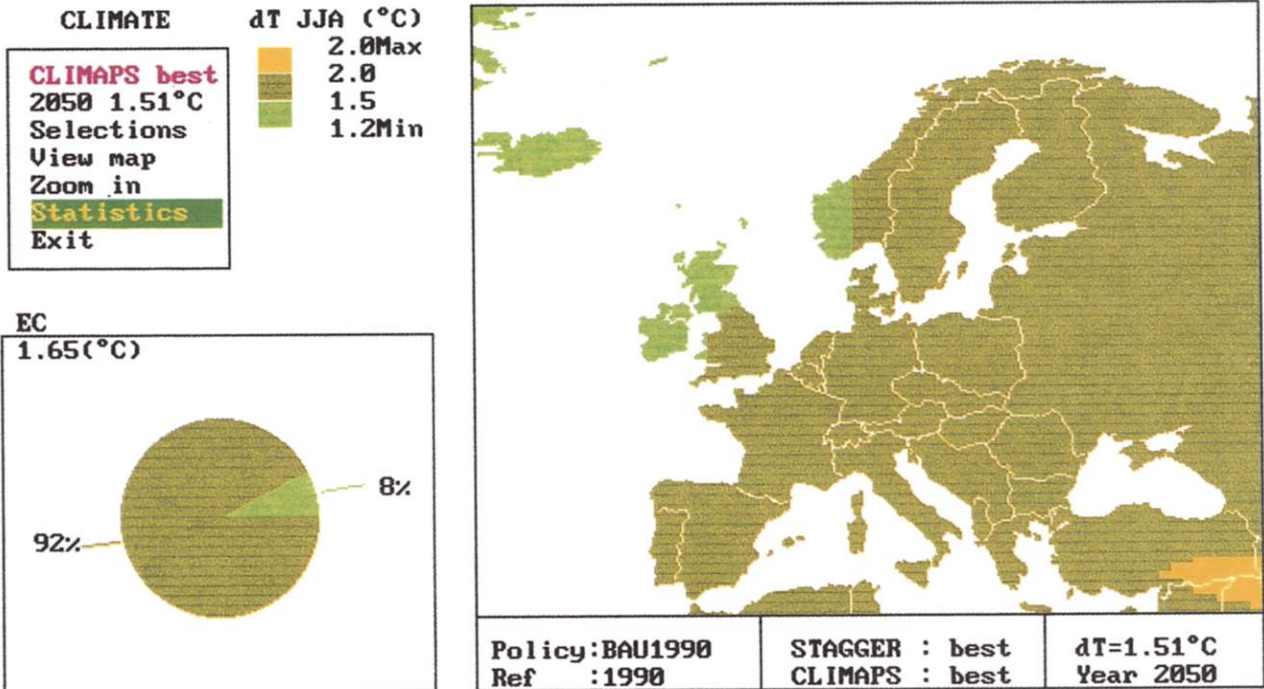 CLIMATE
CLIMAPS best
2050 1.51°C
Selections
View map
Zoom in
Statistics
Exit
dT JJA (°C)
2.0Max
2.0
1.5
1.2Min
EC
1.65(°C)
8%
92%
Policy:BAU1990
Ref :1990
STAGGER : best
CLIMAPS : best
dT=1.51°C
Year 2050